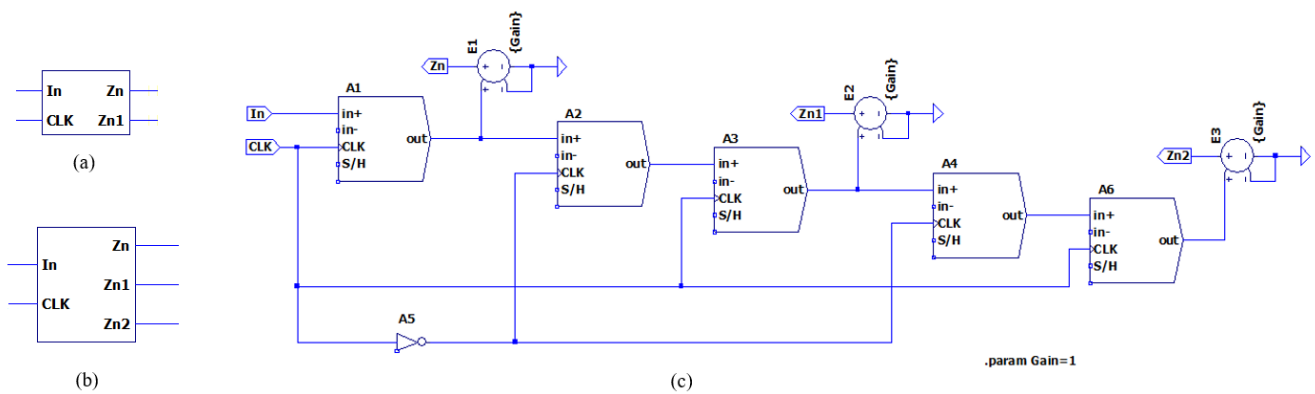 In Zn
CLK Zn1
(a)
Zn
In
Zn1
CLK
Zn2
(b)
E1
{Gain}
Zn
A1
In
in+
in-
out
CLK
CLK
S/H
A2
in+
in-
out
CLK
S/H
E2
{Gain}
Zn1
A3
in+
in-
out
CLK
S/H
E3
{Gain}
Zn2
A4
in+
in-
out
CLK
S/H
A6
in+
in-
out
CLK
S/H
A5
.param Gain=1
(c)